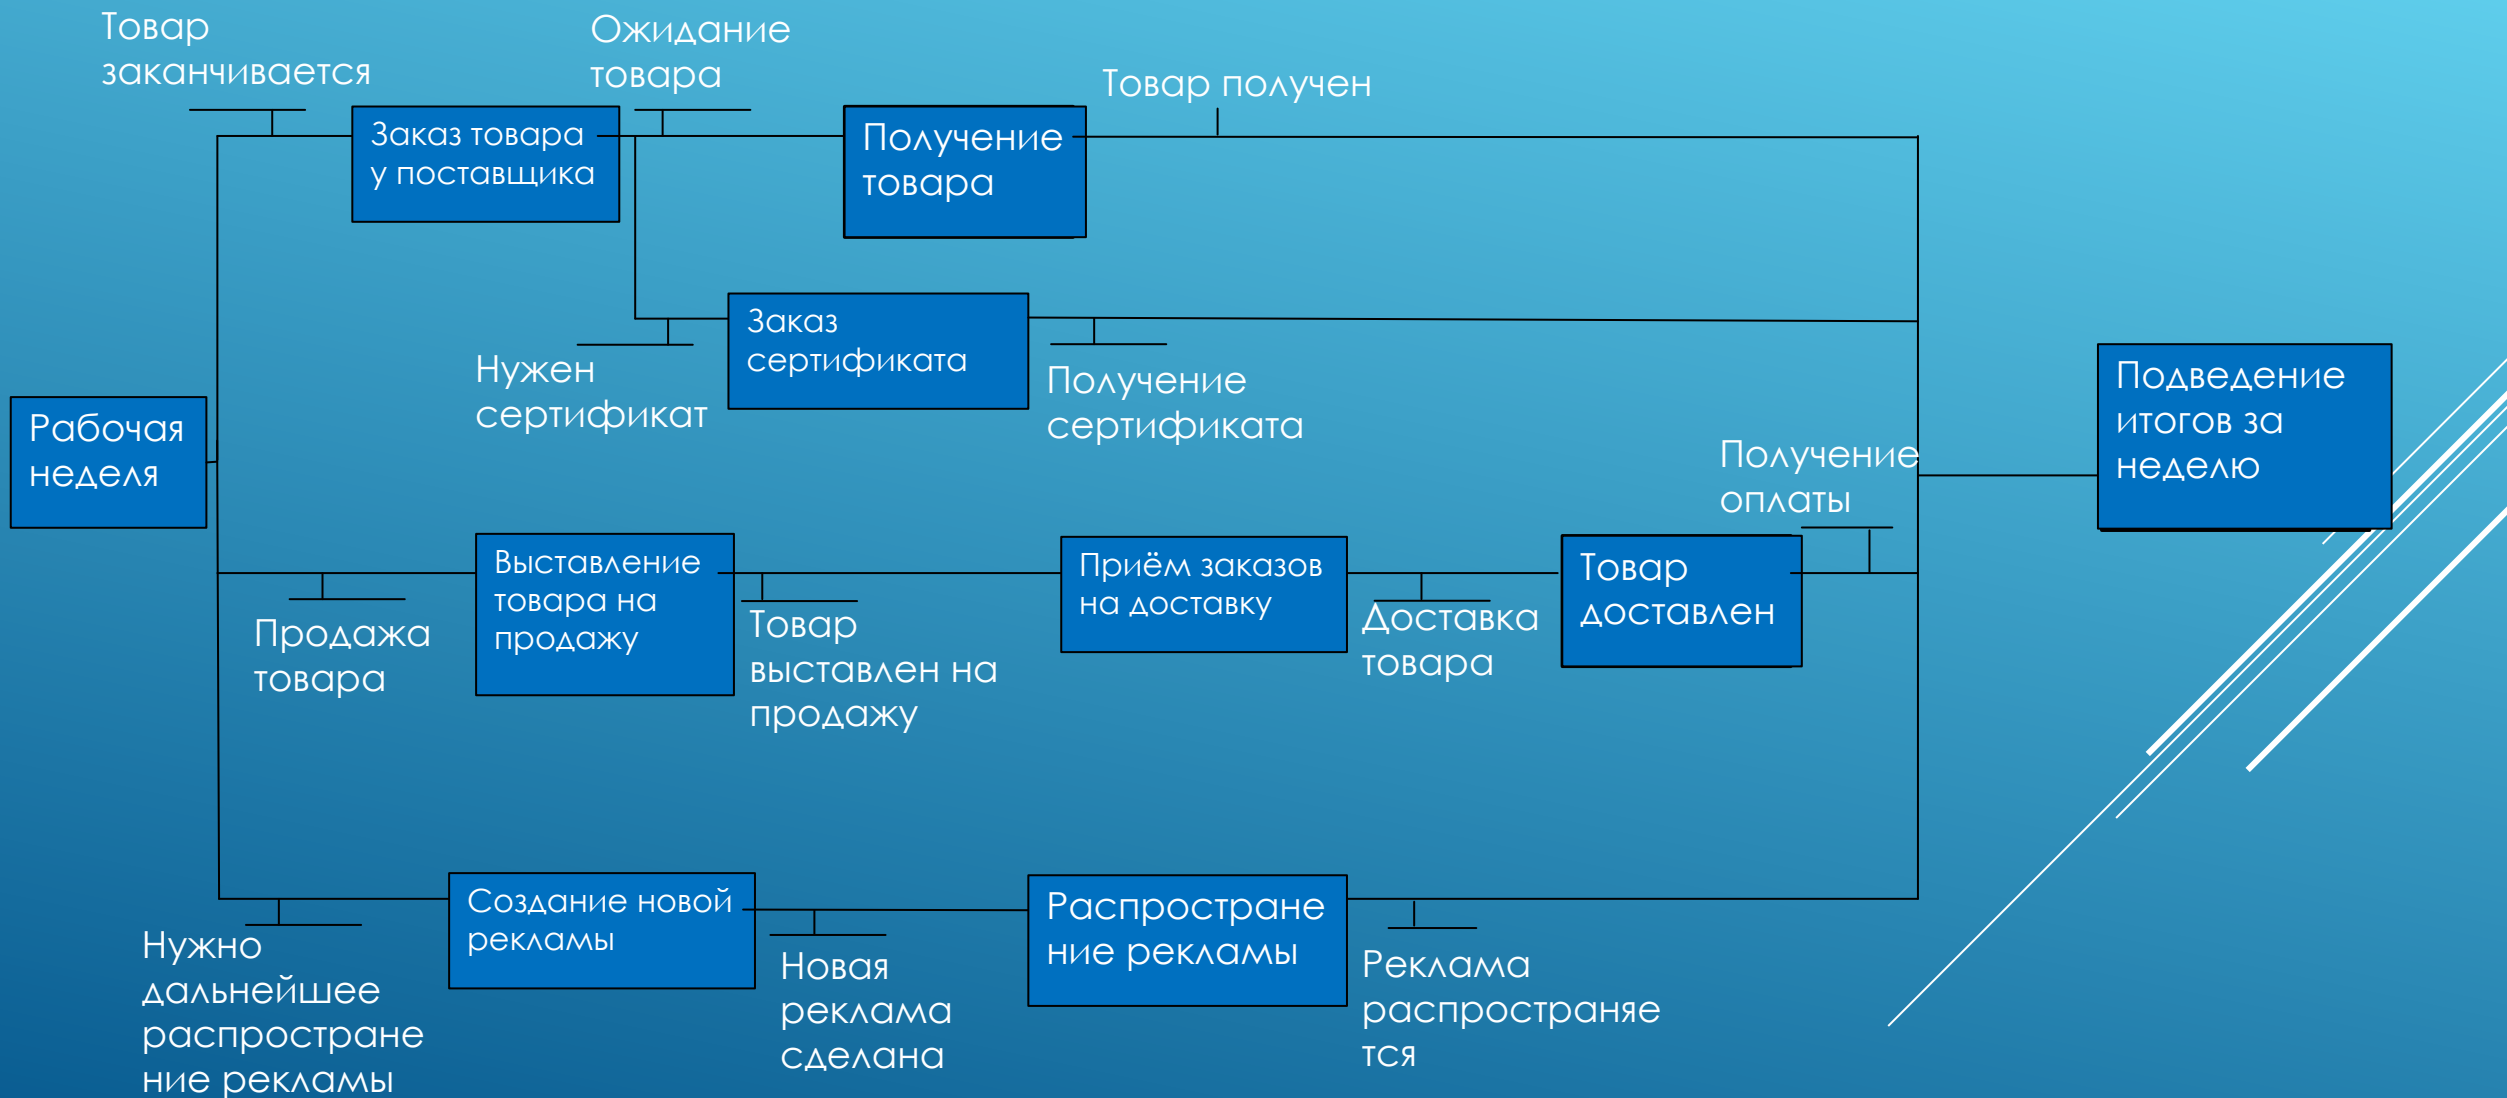 Товар
заканчивается
Ожидание
товара
Товар получен
Заказ товара
у поставщика
Получение
товара
Заказ
сертификата
Нужен
сертификат
Получение
сертификата
Рабочая
неделя
Подведение
итогов за
неделю
Получение
оплаты
Выставление
товара на
продажу
Приём заказов
на доставку
Товар
доставлен
Продажа
товара
Товар
выставлен на
продажу
Доставка
товара
Создание новой
рекламы
Распростране
ние рекламы
Нужно
дальнейшее
распростране
ние рекламы
Новая
реклама
сделана
Реклама
распространяе
тся